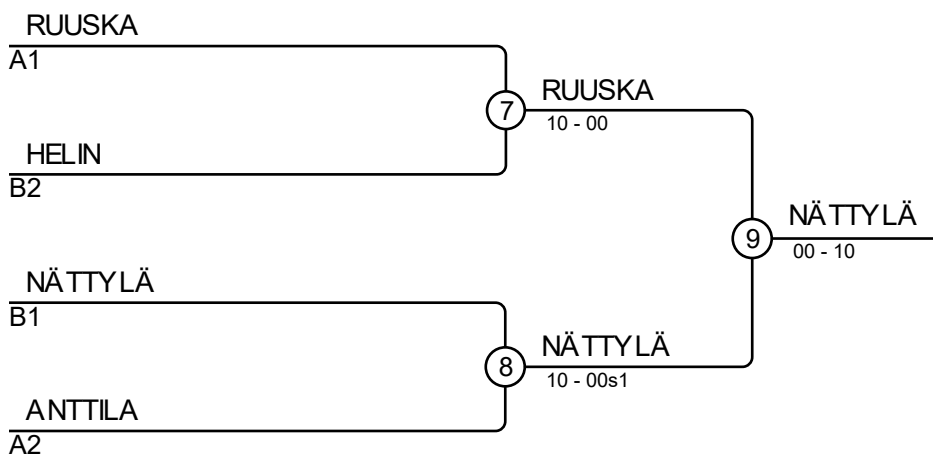 RUUSKA
A1
7
RUUSKA
10 - 00
HELIN
B2
9
NÄTTYLÄ
00 - 10
NÄTTYLÄ
B1
8
NÄTTYLÄ
10 - 00s1
ANTTILA
A2